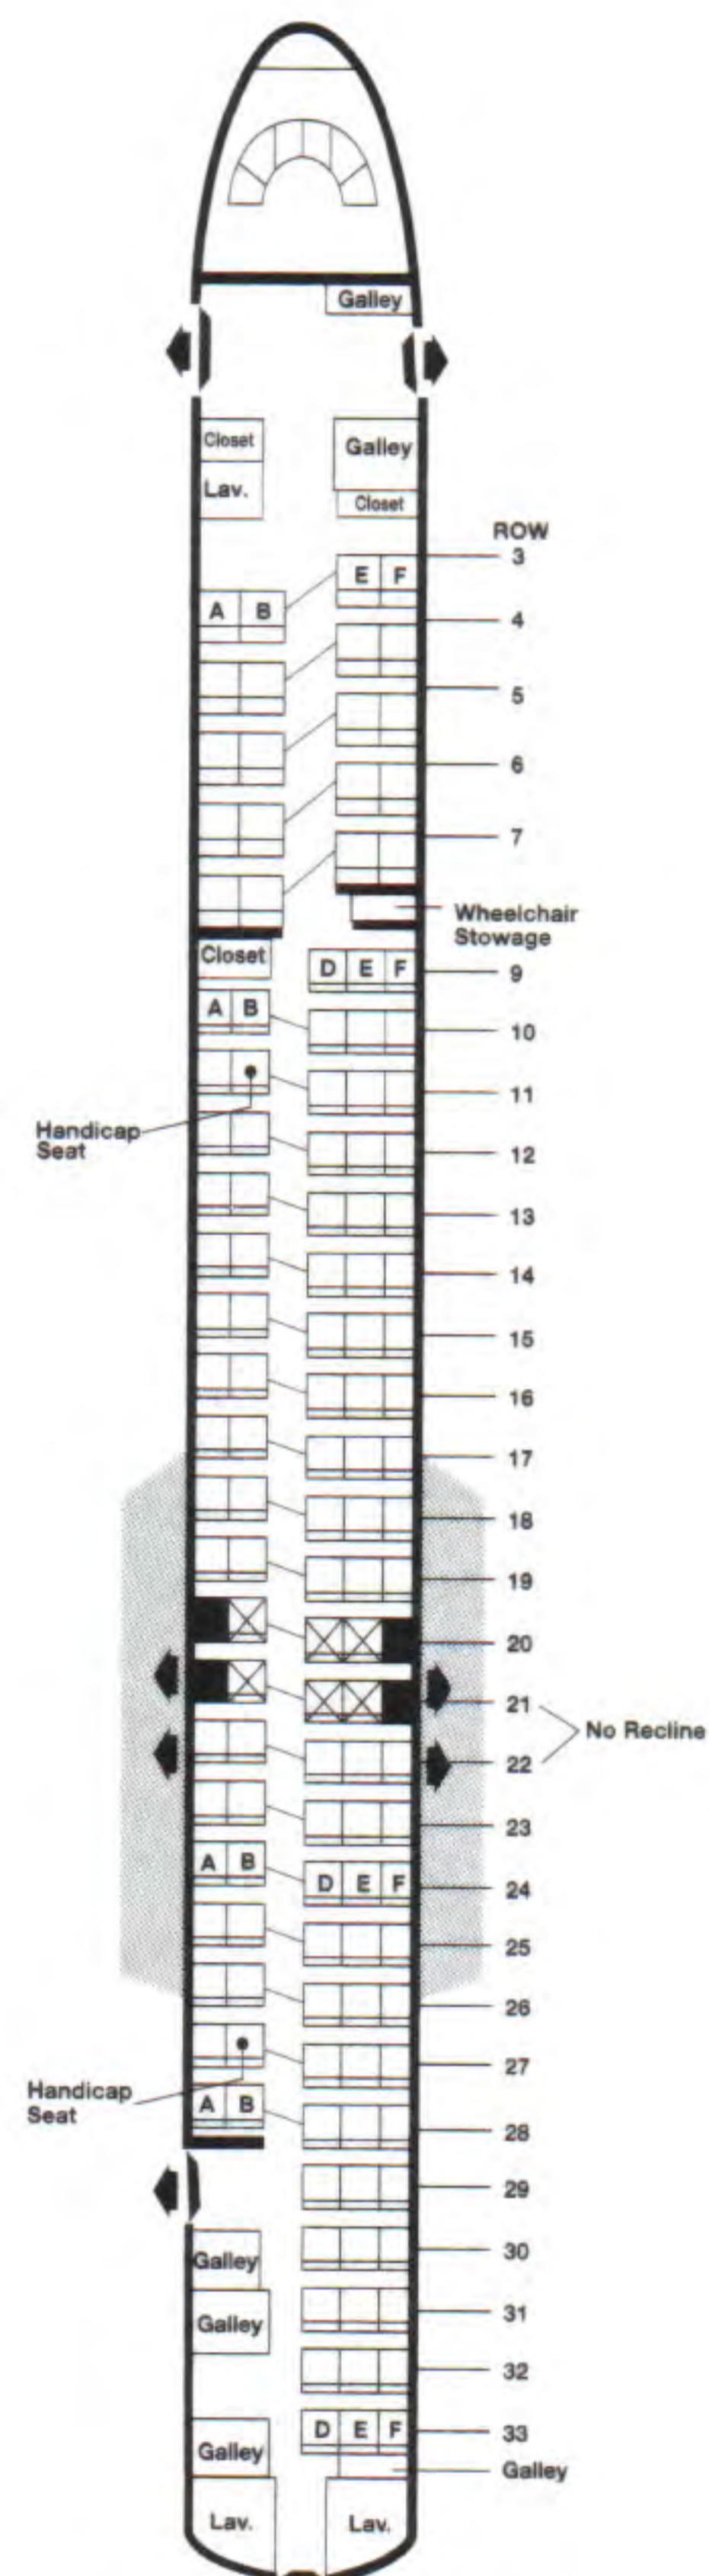 Galley
Closet
Galley
Lav.
Closet
ROW
3
E F
A B
4
5
6
7
Wheelchair
Stowage
Closet
D E F
9
A B
10
11
Handicap
Seat
12
13
14
15
16
17
18
19
20
21
No Recline
22
23
A B
D E F
24
25
26
27
Handicap
Seat
A B
28
29
Galley
30
Galley
31
32
D E F
33
Galley
Galley
Lav.
Lav.